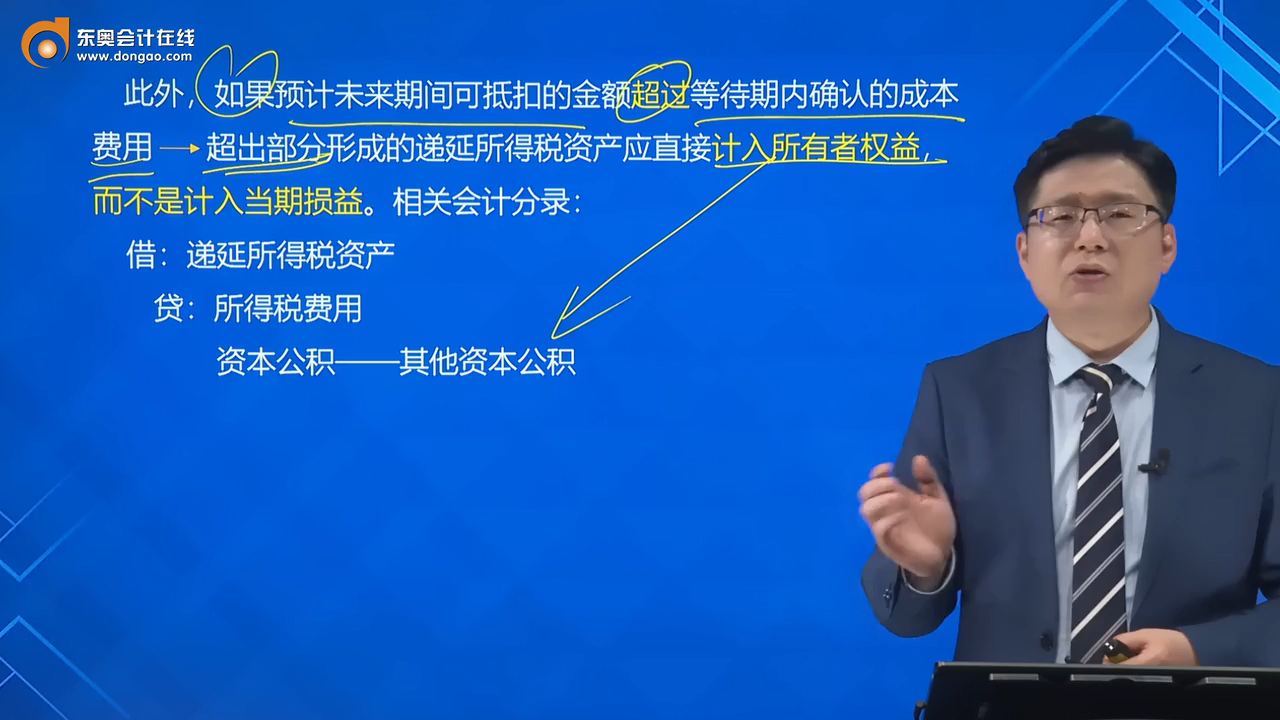 东奥会计在线
www.dongao.com
此外，如果预计未来期间可抵扣的金额超过等待期内确认的成本
费用→超出部分形成的递延所得税资产应直接计入所有者权益，
而不是计入当期损益。相关会计分录：
借：递延所得税资产
贷：所得税费用
资本公积——其他资本公积